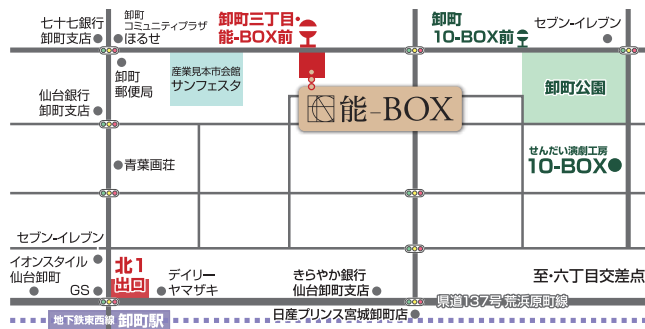 七十七銀行
卸町支店
卸町
コミュニティプラザ
ほるせ
卸町三丁目・
能-BOX前
卸町
10-BOX前
セブン-イレブン
卸町
郵便局
産業見本市会館
サンフェスタ
卸町公園
仙台銀行
卸町支店
能-BOX
せんだい演劇工房
10-BOX
青葉画荘
セブン-イレブン
イオンスタイル
仙台卸町
GS
北1
出口
デイリー
ヤマザキ
きらやか銀行
仙台卸町支店
至・六丁目交差点
県道137号 荒浜原町線
日産プリンス宮城卸町店
地下鉄東西線 卸町駅